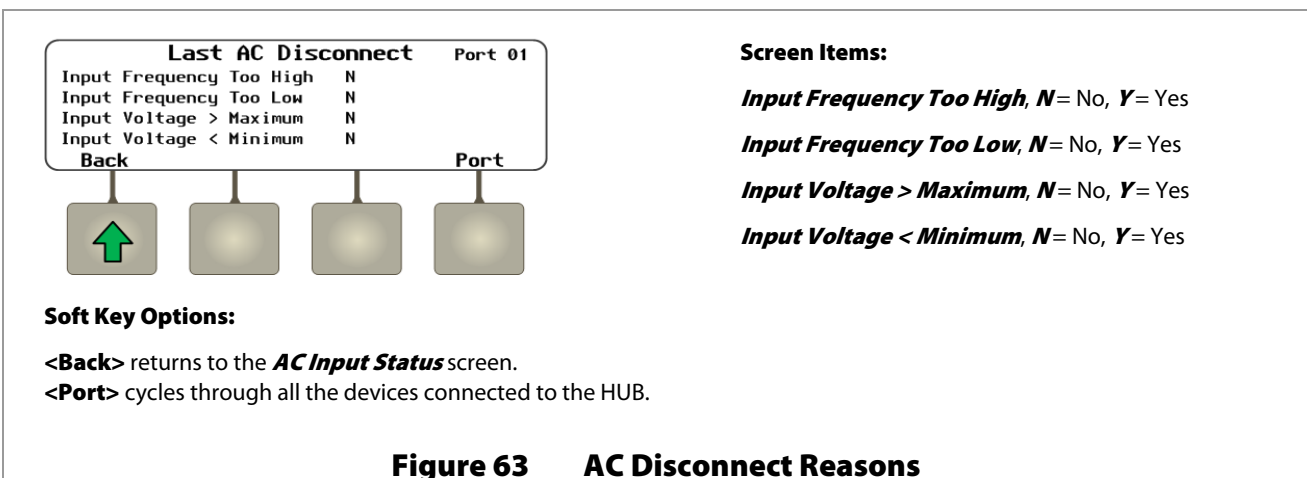 Last AC Disconnect Port 01
Input Frequency Too High N
Input Frequency Too Low N
Input Voltage > Maximum N
Input Voltage < Minimum N
Back Port
Screen Items:
Input Frequency Too High, N = No, Y = Yes
Input Frequency Too Low, N = No, Y = Yes
Input Voltage > Maximum, N = No, Y = Yes
Input Voltage < Minimum, N = No, Y = Yes
Soft Key Options:
<Back> returns to the AC Input Status screen.
<Port> cycles through all the devices connected to the HUB.
Figure 63 AC Disconnect Reasons